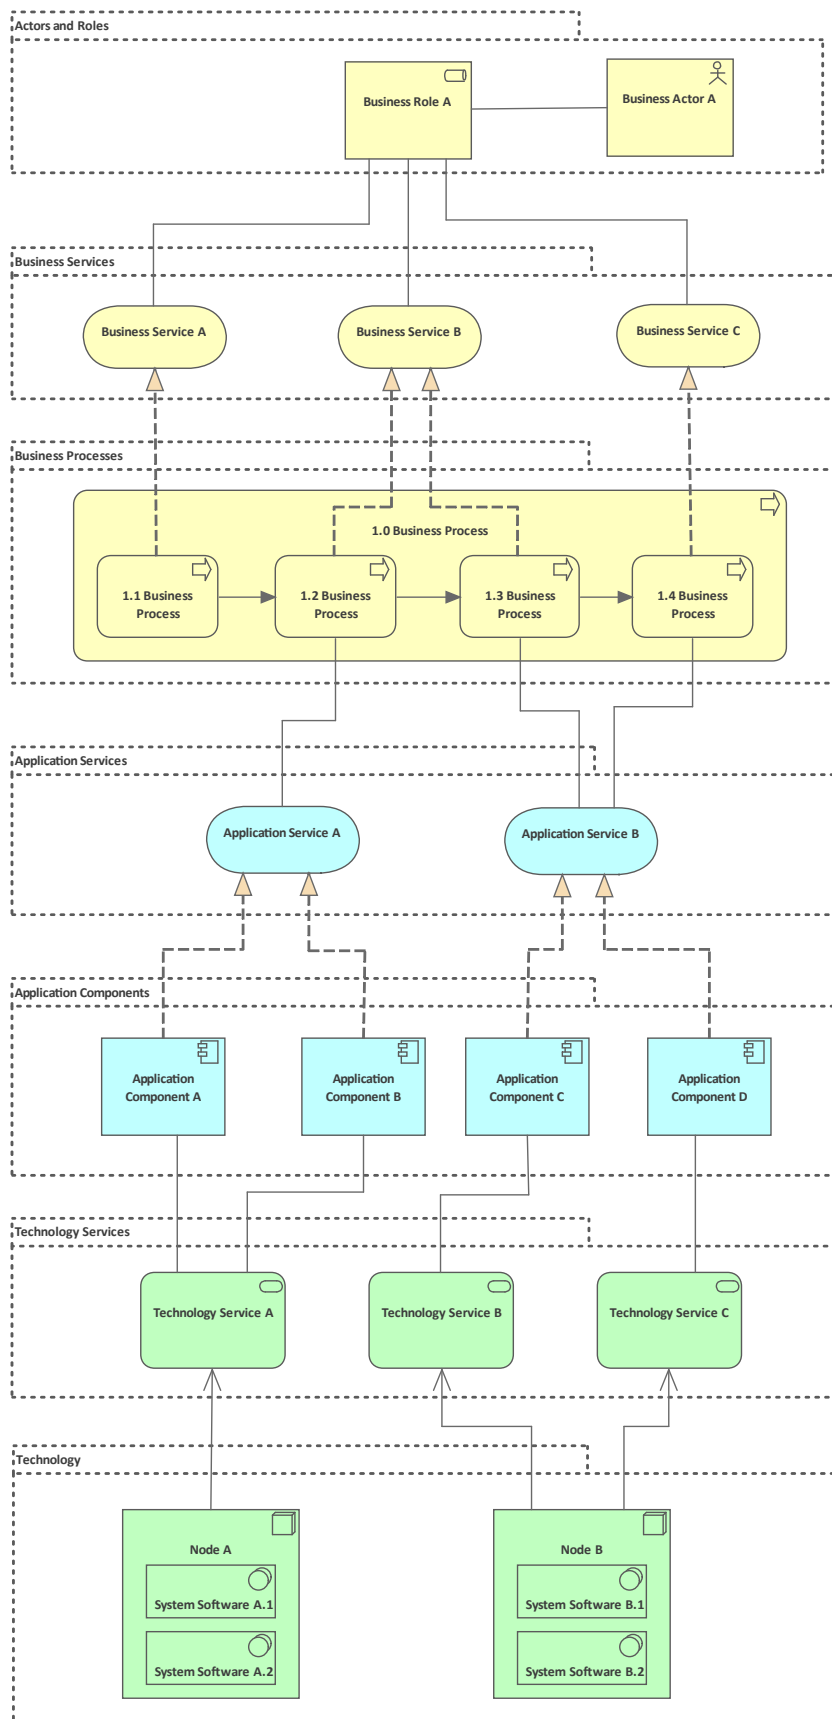 Actors and Roles
Business Role A
Business Actor A
Business Services
Business Service A
Business Service B
Business Service C
Business Processes
1.0 Business Process
1.1 Business
Process
1.2 Business
Process
1.3 Business
Process
1.4 Business
Process
Application Services
Application Service A
Application Service B
Application Components
Application
Component A
Application
Component B
Application
Component C
Application
Component D
Technology Services
Technology Service A
Technology Service B
Technology Service C
Technology
Node A
System Software A.1
System Software A.2
Node B
System Software B.1
System Software B.2